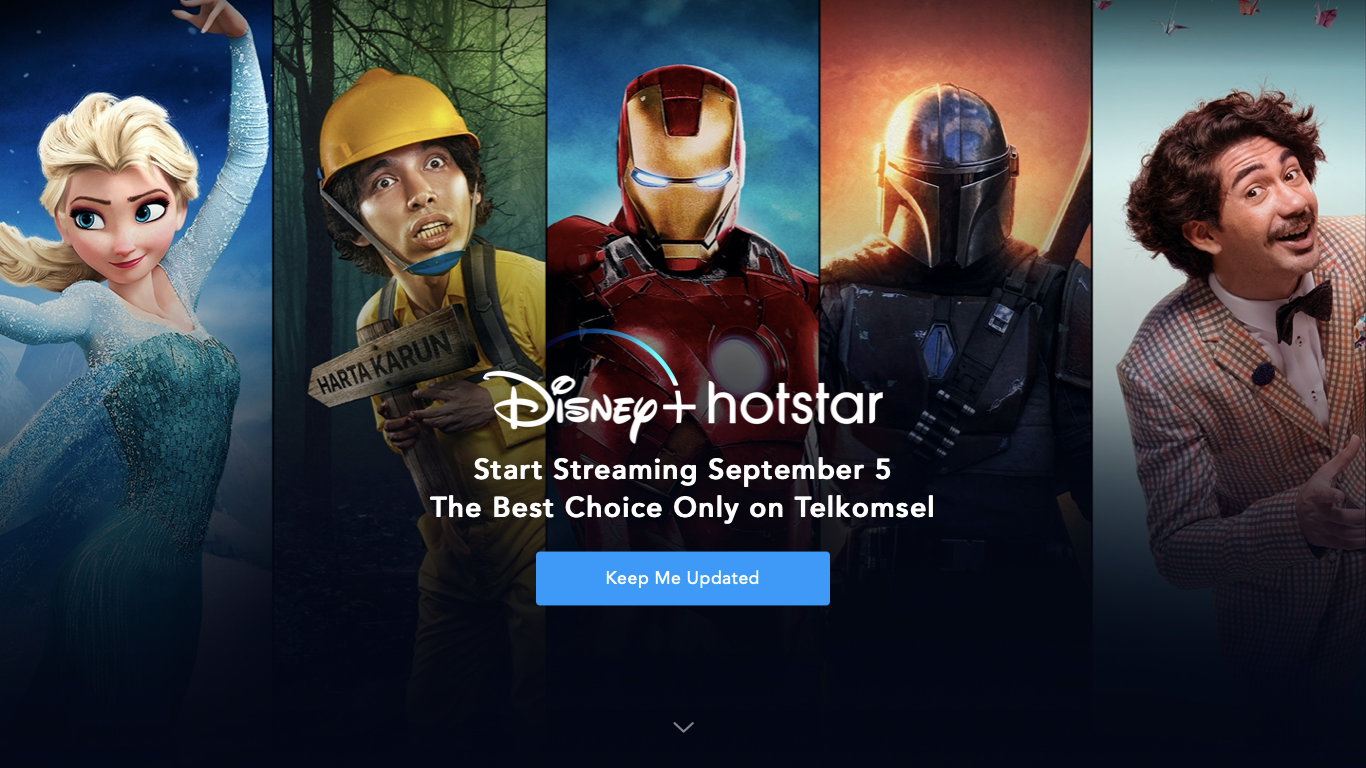 HARTA KARUN
Disney+ hotstar
Start Streaming September 5
The Best Choice Only on Telkomsel
Keep Me Updated